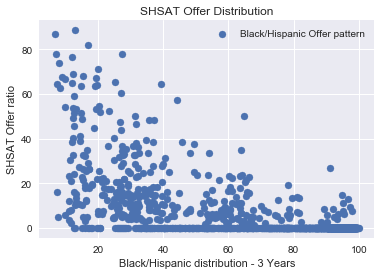 SHSAT Offer Distribution
Black/Hispanic Offer pattern
SHSAT Offer ratio
80
60
40
20
0
20
40
60
80
100
Black/Hispanic distribution - 3 Years